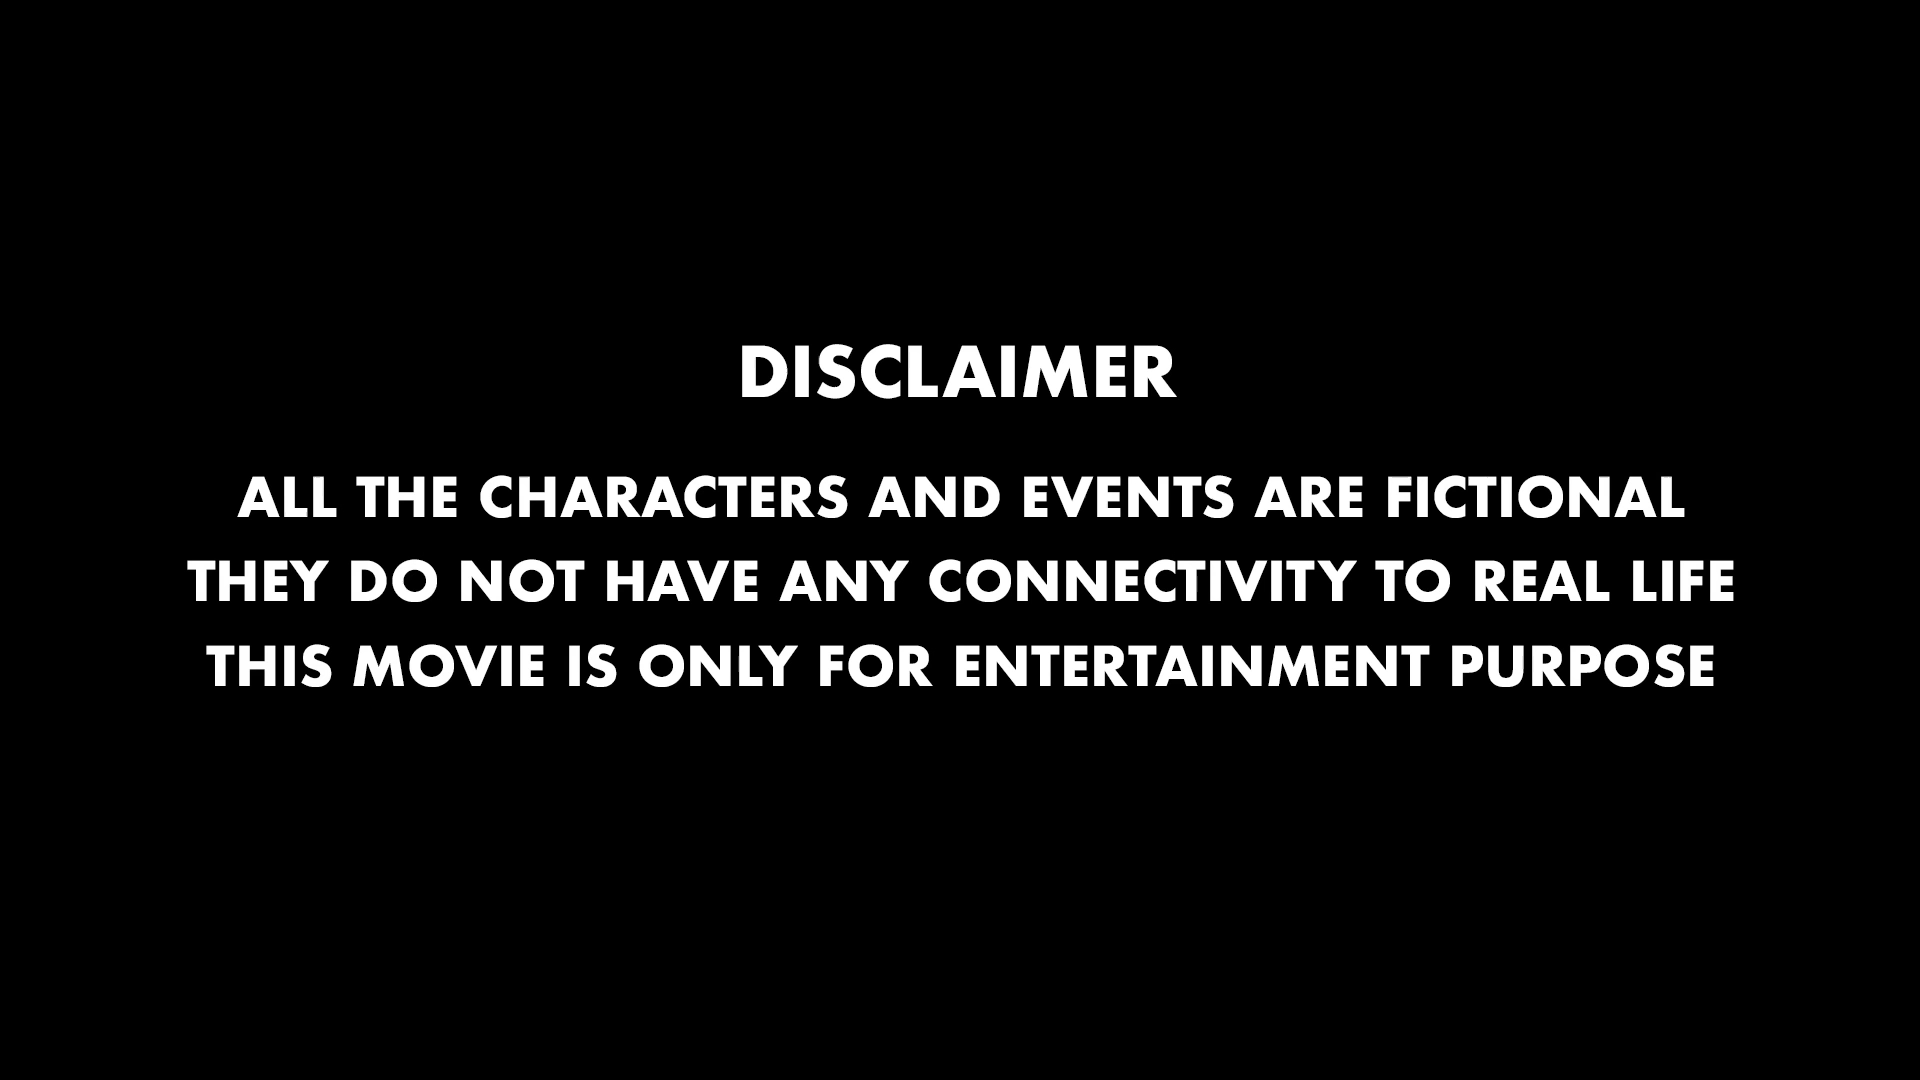 DISCLAIMER
ALL THE CHARACTERS AND EVENTS ARE FICTIONAL
THEY DO NOT HAVE ANY CONNECTIVITY TO REAL LIFE
THIS MOVIE IS ONLY FOR ENTERTAINMENT PURPOSE